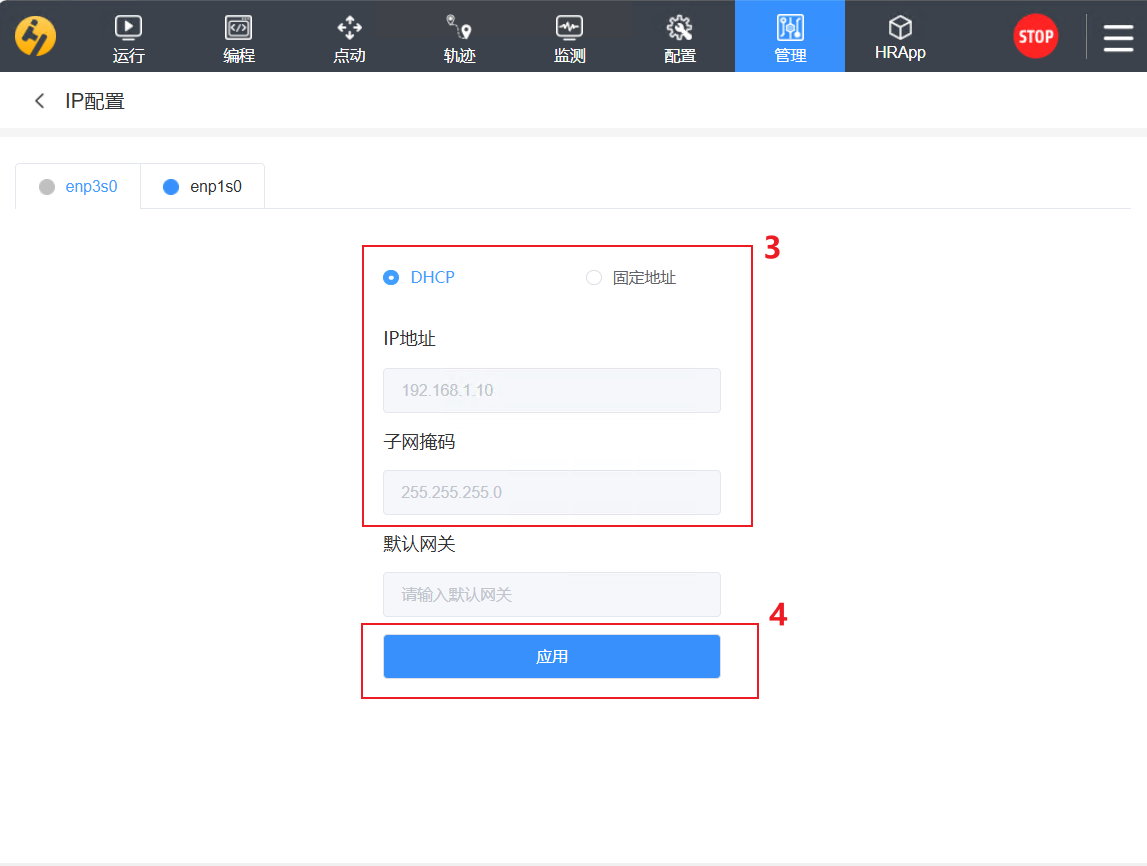 运行 编程 点动 轨迹 监测 配置 管理 HRApp STOP
IP配置
enp3s0 enp1s0
3
DHCP 固定地址
IP地址
192.168.1.10
子网掩码
255.255.255.0
默认网关
请输入默认网关
4
应用